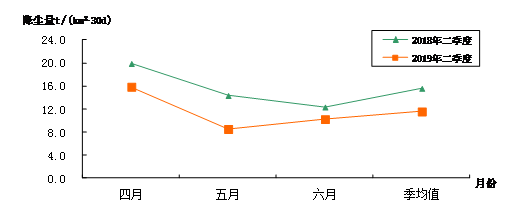 降尘量t/(km²·30d)
24.0
20.0
16.0
12.0
8.0
4.0
0.0
2018年二季度
2019年二季度
四月 五月 六月 季均值
月份